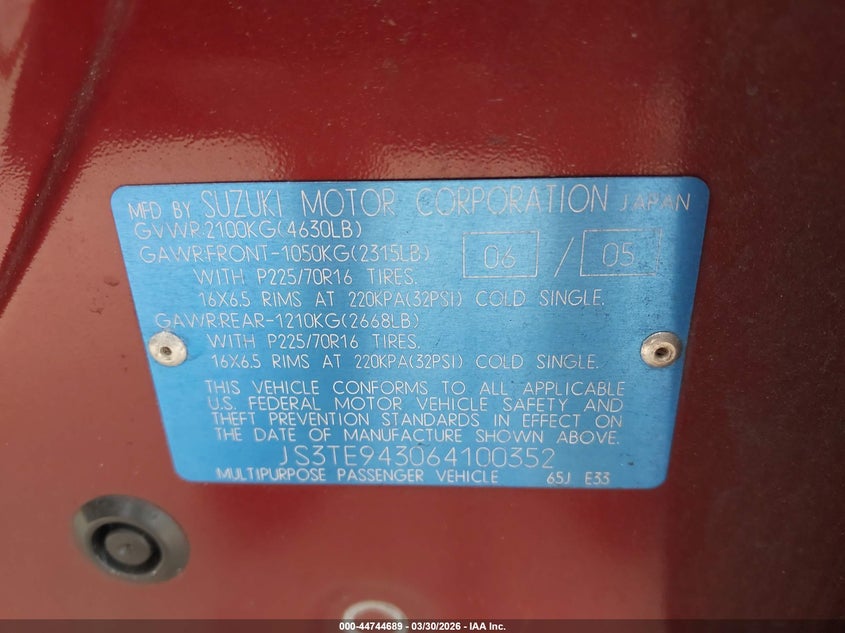 MFD BY SUZUKI MOTOR CORPORATION JAPAN
GVWR:2100KG(4630LB)
GAWR:FRONT-1050KG(2315LB) 06 / 05
WITH P225/70R16 TIRES.
16X6.5 RIMS AT 220KPA(32PSI) COLD SINGLE.
GAWR:REAR-1210KG(2668LB)
WITH P225/70R16 TIRES.
16X6.5 RIMS AT 220KPA(32PSI) COLD SINGLE.
THIS VEHICLE CONFORMS TO ALL APPLICABLE
U.S. FEDERAL MOTOR VEHICLE SAFETY AND
THEFT PREVENTION STANDARDS IN EFFECT ON
THE DATE OF MANUFACTURE SHOWN ABOVE.
JS3TE943064100352
MULTIPURPOSE PASSENGER VEHICLE 65J E33
000-44744689 - 03/30/2026 - IAA Inc.